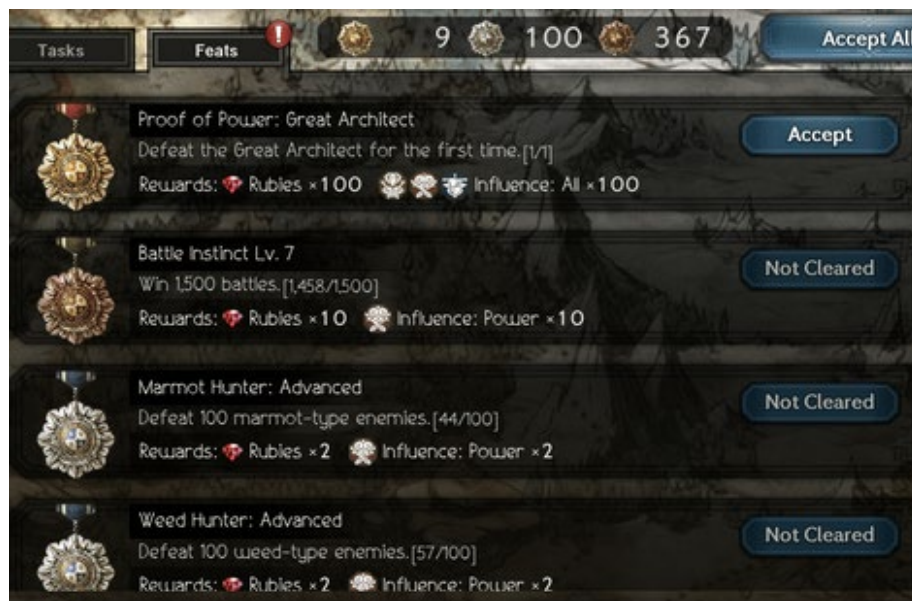 Tasks
Feats
!
9 100 367
Accept All
Proof of Power: Great Architect
Defeat the Great Architect for the first time.[1/1]
Rewards: Rubies ×100 Influence: All ×100
Accept
Battle Instinct Lv. 7
Win 1,500 battles.[1,458/1,500]
Rewards: Rubies ×10 Influence: Power ×10
Not Cleared
Marmot Hunter: Advanced
Defeat 100 marmot-type enemies.[44/100]
Rewards: Rubies ×2 Influence: Power ×2
Not Cleared
Weed Hunter: Advanced
Defeat 100 weed-type enemies.[57/100]
Rewards: Rubies ×2 Influence: Power ×2
Not Cleared